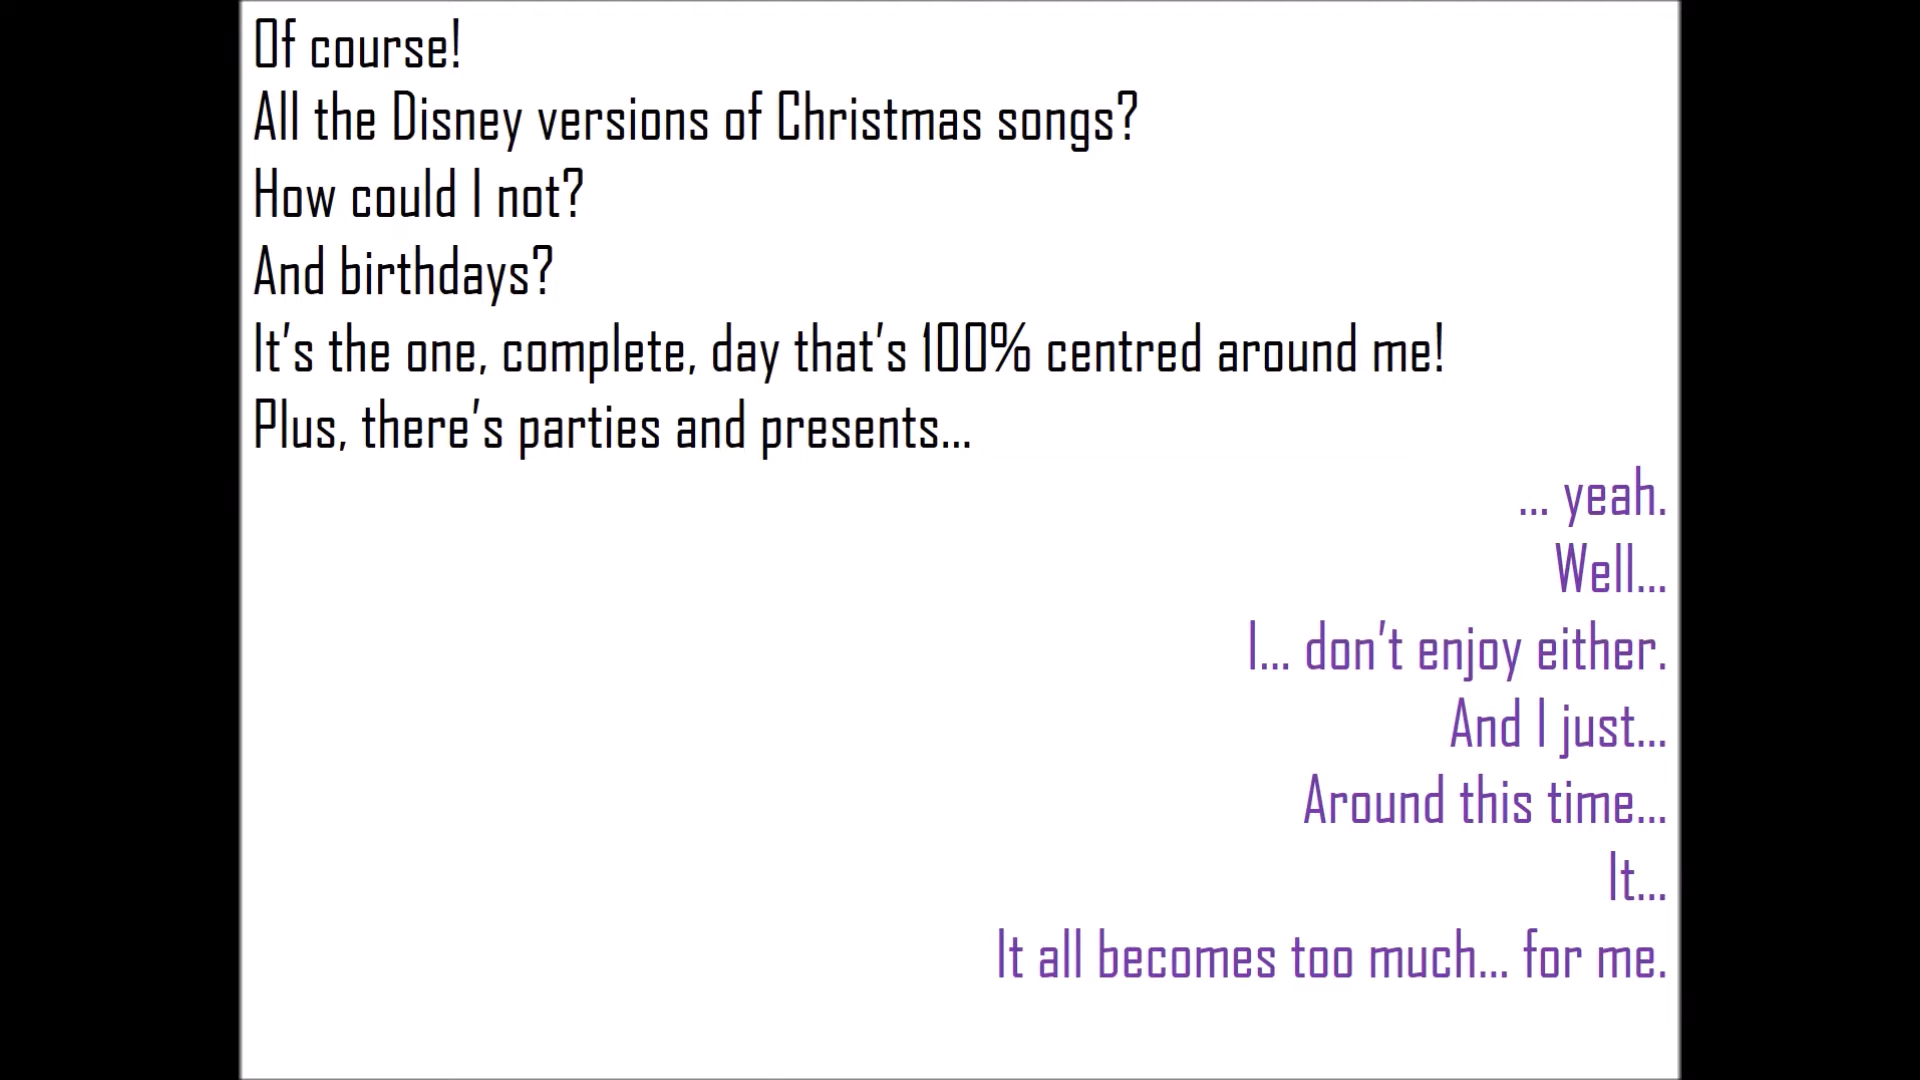 Of course!
All the Disney versions of Christmas songs?
How could I not?
And birthdays?
It's the one, complete, day that's 100% centred around me!
Plus, there's parties and presents...
... yeah.
Well...
I... don't enjoy either.
And I just...
Around this time...
It...
It all becomes too much... for me.